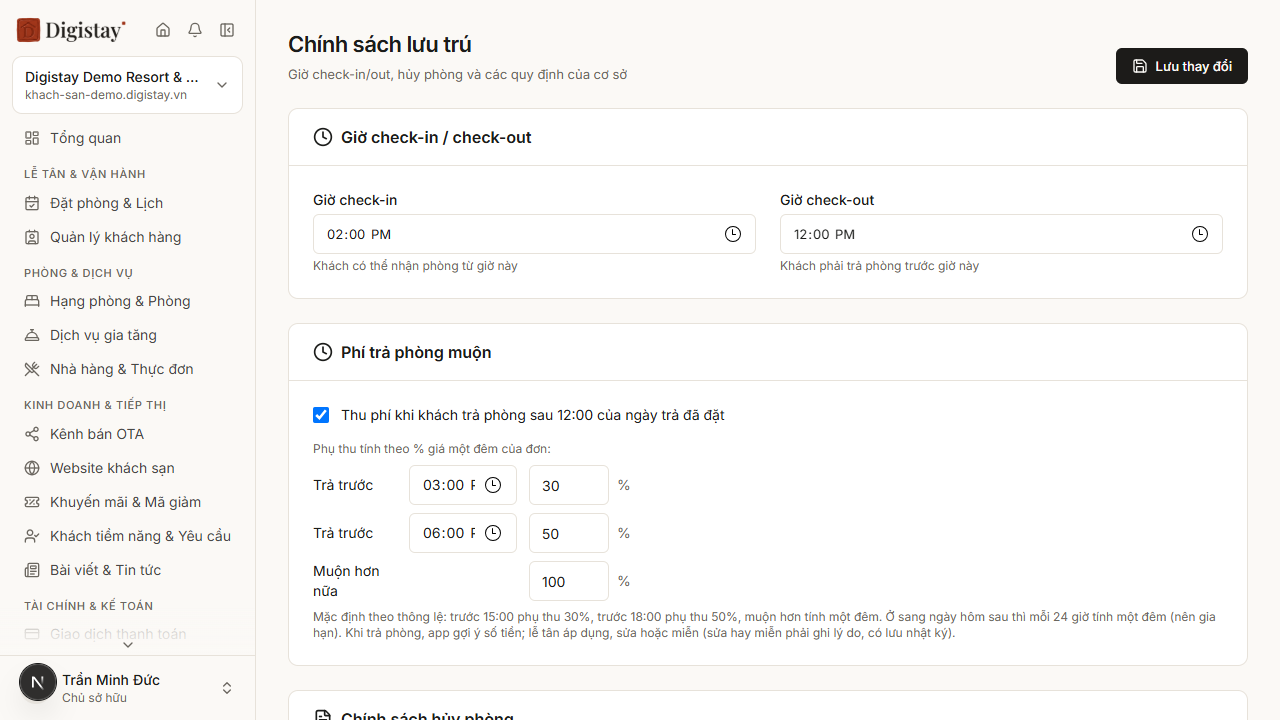 Digistay
Digistay Demo Resort & ...
khach-san-demo.digistay.vn
Tổng quan
LỄ TÂN & VẬN HÀNH
Đặt phòng & Lịch
Quản lý khách hàng
PHÒNG & DỊCH VỤ
Hạng phòng & Phòng
Dịch vụ gia tăng
Nhà hàng & Thực đơn
KINH DOANH & TIẾP THỊ
Kênh bán OTA
Website khách sạn
Khuyến mãi & Mã giảm
Khách tiềm năng & Yêu cầu
Bài viết & Tin tức
TÀI CHÍNH & KẾ TOÁN
Giao dịch thanh toán
N
Trần Minh Đức
Chủ sở hữu
Chính sách lưu trú
Giờ check-in/out, hủy phòng và các quy định của cơ sở
Lưu thay đổi
Giờ check-in / check-out
Giờ check-in
Giờ check-out
02:00 PM
12:00 PM
Khách có thể nhận phòng từ giờ này
Khách phải trả phòng trước giờ này
Phí trả phòng muộn
Thu phí khi khách trả phòng sau 12:00 của ngày trả đã đặt
Phụ thu tính theo % giá một đêm của đơn:
Trả trước 03:00 30 %
Trả trước 06:00 50 %
Muộn hơn
nữa
100 %
Mặc định theo thông lệ: trước 15:00 phụ thu 30%, trước 18:00 phụ thu 50%, muộn hơn tính một đêm. Ở sang ngày hôm sau thì mỗi 24 giờ tính một đêm (nên gia
hạn). Khi trả phòng, app gợi ý số tiền; lễ tân áp dụng, sửa hoặc miễn (sửa hay miễn phải ghi lý do, có lưu nhật ký).
Chính sách hủy phòng